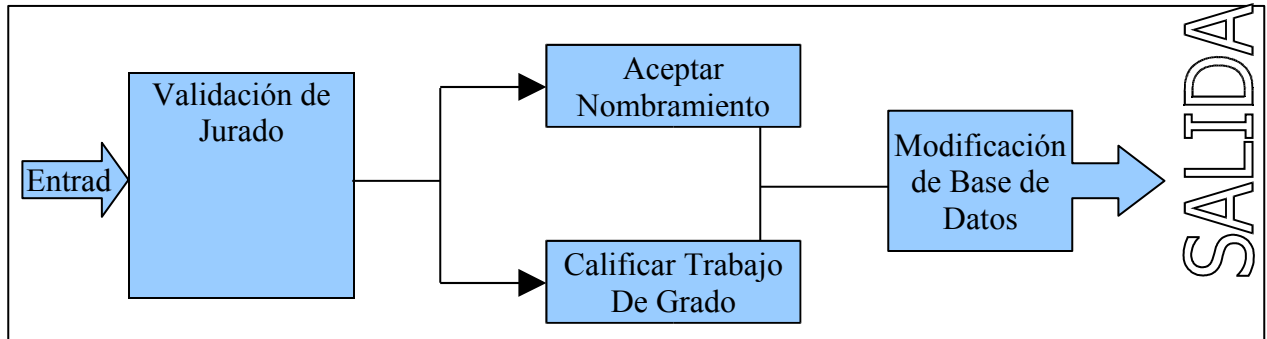 Entrad
Validación de
Jurado
Aceptar
Nombramiento
Calificar Trabajo
De Grado
Modificación
de Base de
Datos
SALIDA